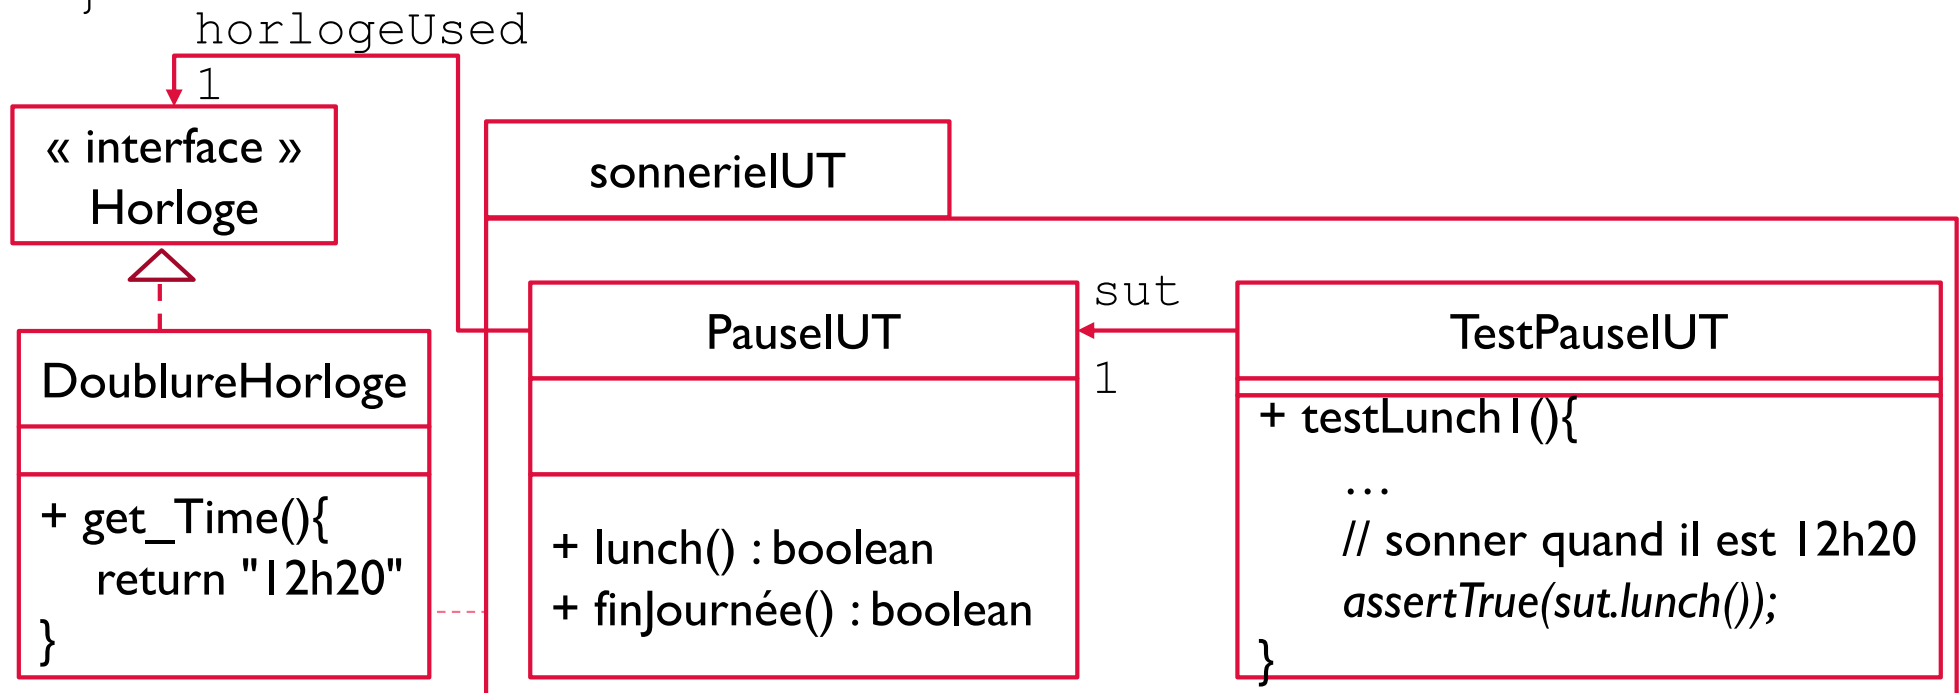 }
horlogeUsed
1
« interface »
Horloge
sonnerieIUT
DoublureHorloge
+ get_Time(){
return "12h20"
}
PauseIUT
+ lunch() : boolean
+ finJournée() : boolean
sut
1
TestPauseIUT
+ testLunch1(){
…
// sonner quand il est 12h20
assertTrue(sut.lunch());
}